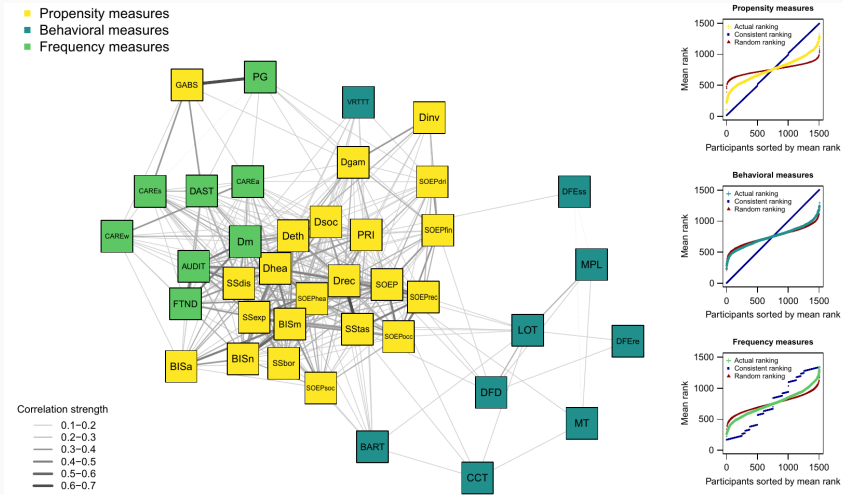 Propensity measures
Behavioral measures
Frequency measures
GABS
PG
VRTTT
Dinv
Dgam
CAREs
DAST
CAREa
SOEPdri
DFEss
CAREw
Dm
Deth
Dsoc
PRI
SOEPfin
AUDIT
Dhea
MPL
SSdis
Drec
SOEP
SOEPrec
FTND
SOEPhea
SSexp
BISm
SStas
SOEPocc
LOT
DFEre
BISa
BISn
SSbor
SOEPsoc
DFD
MT
BART
CCT
Correlation strength
0.1−0.2
0.2−0.3
0.3−0.4
0.4−0.5
0.5−0.6
0.6−0.7
Propensity measures
Actual ranking
Consistent ranking
Random ranking
Mean rank
1500
1000
500
0
0 500 1000 1500
Participants sorted by mean rank
Behavioral measures
Actual ranking
Consistent ranking
Random ranking
Mean rank
1500
1000
500
0
0 500 1000 1500
Participants sorted by mean rank
Frequency measures
Actual ranking
Consistent ranking
Random ranking
Mean rank
1500
1000
500
0
0 500 1000 1500
Participants sorted by mean rank